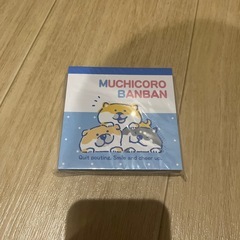 MUCHICORO
BANBAN
Quit pouting. Smile and cheer up.